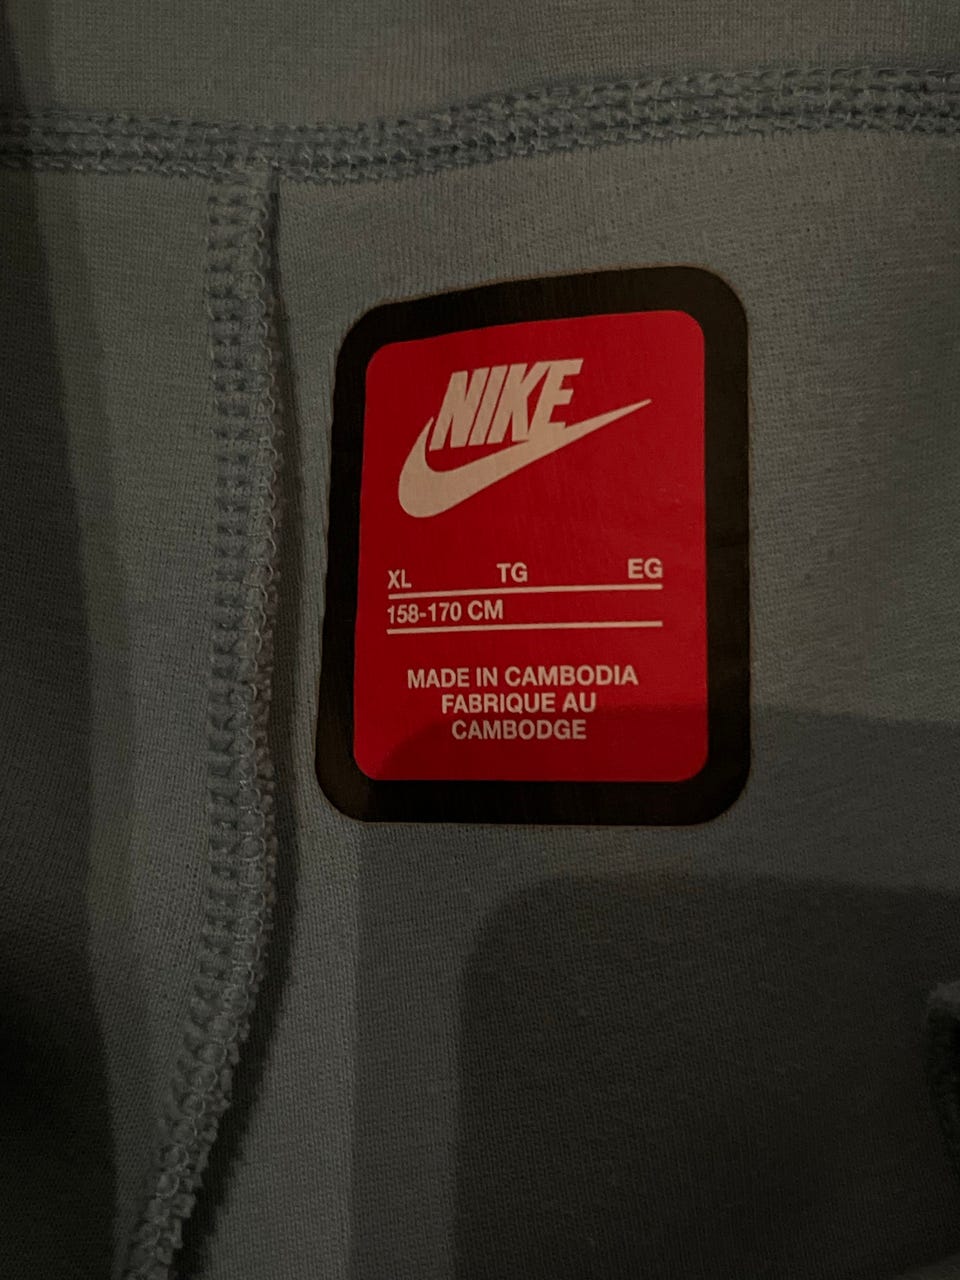 NIKE
XL TG EG
158-170 CM
MADE IN CAMBODIA
FABRIQUE AU
CAMBODGE